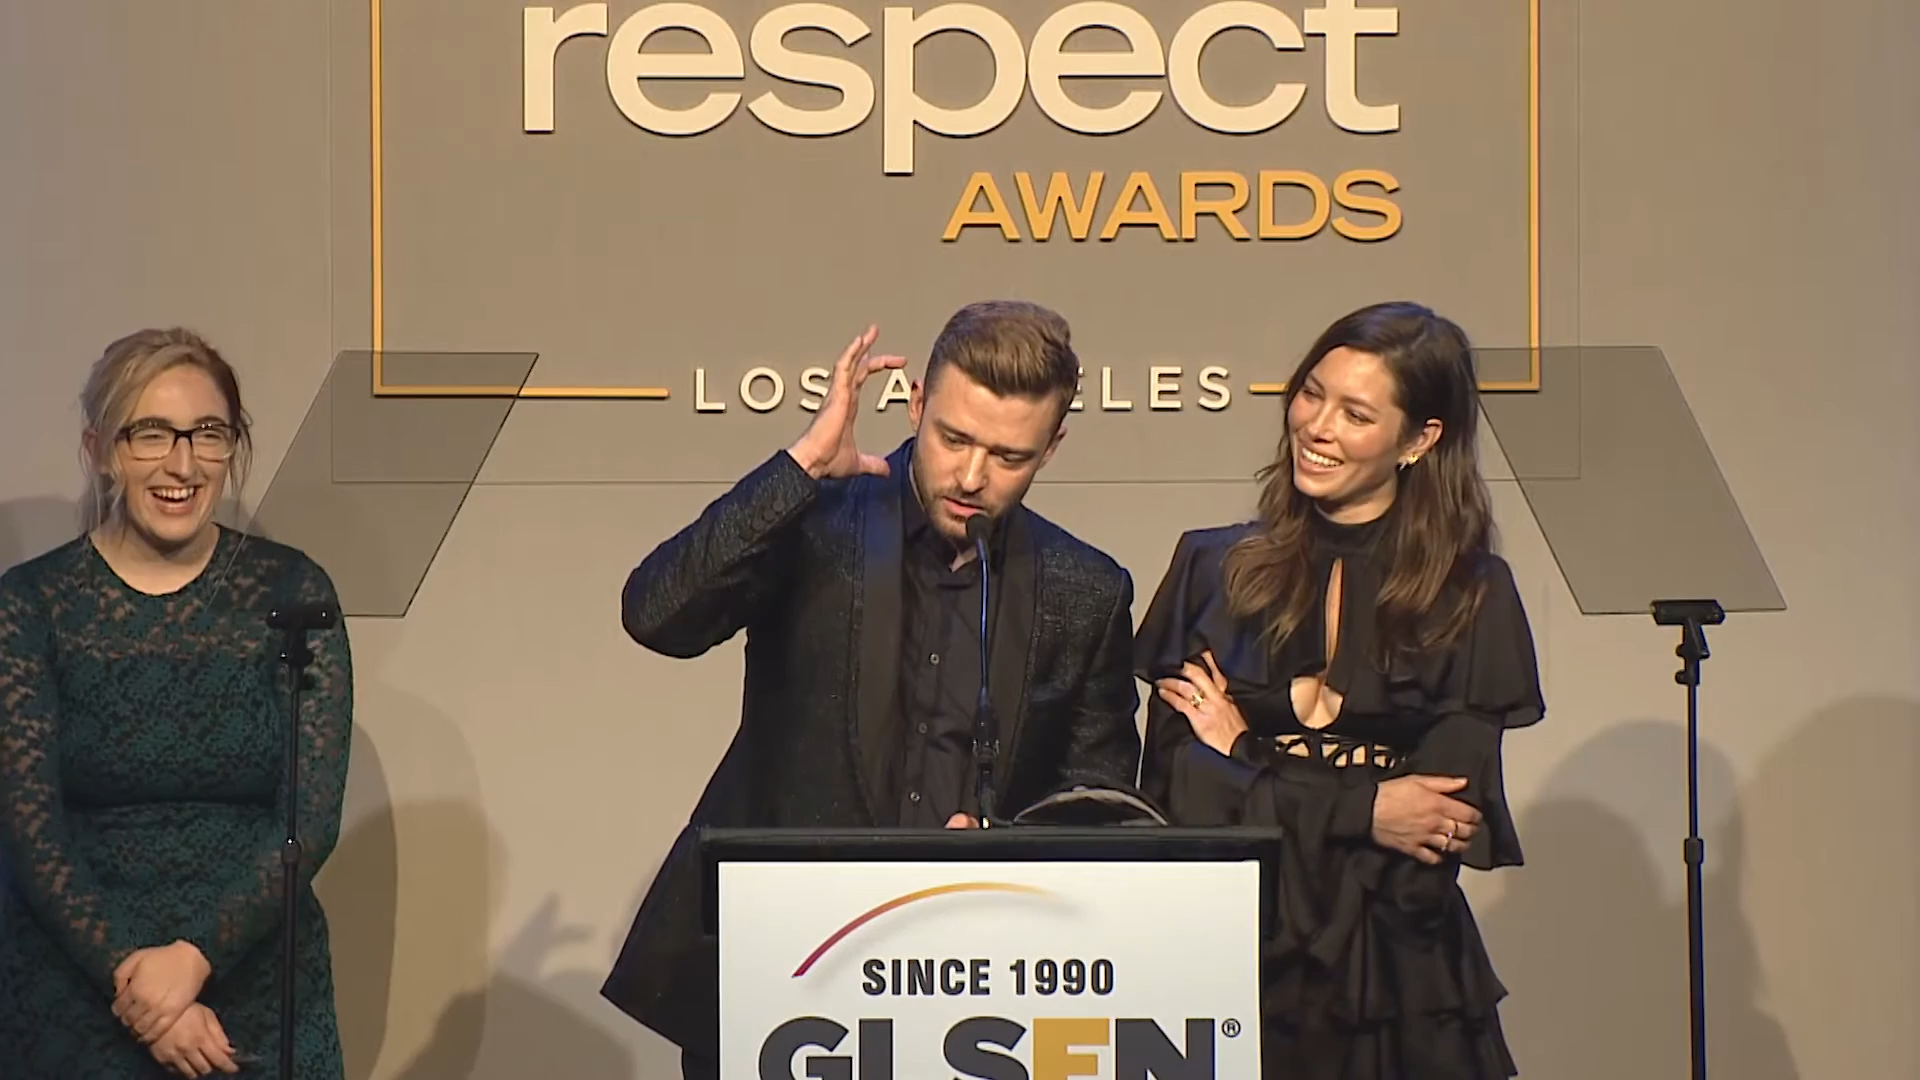 respect
AWARDS
LOS A ELES
SINCE 1990
GLSEN®